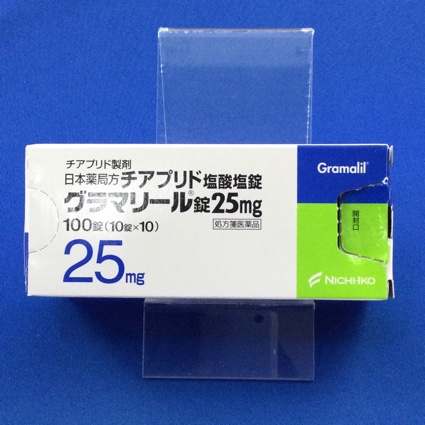 チアプリド製剤
日本薬局方チアプリド塩酸塩錠
グラマリール®錠25mg
100錠(10錠×10)
処方箋医薬品
25mg
Gramalil®
開封口
NICHI-IKO